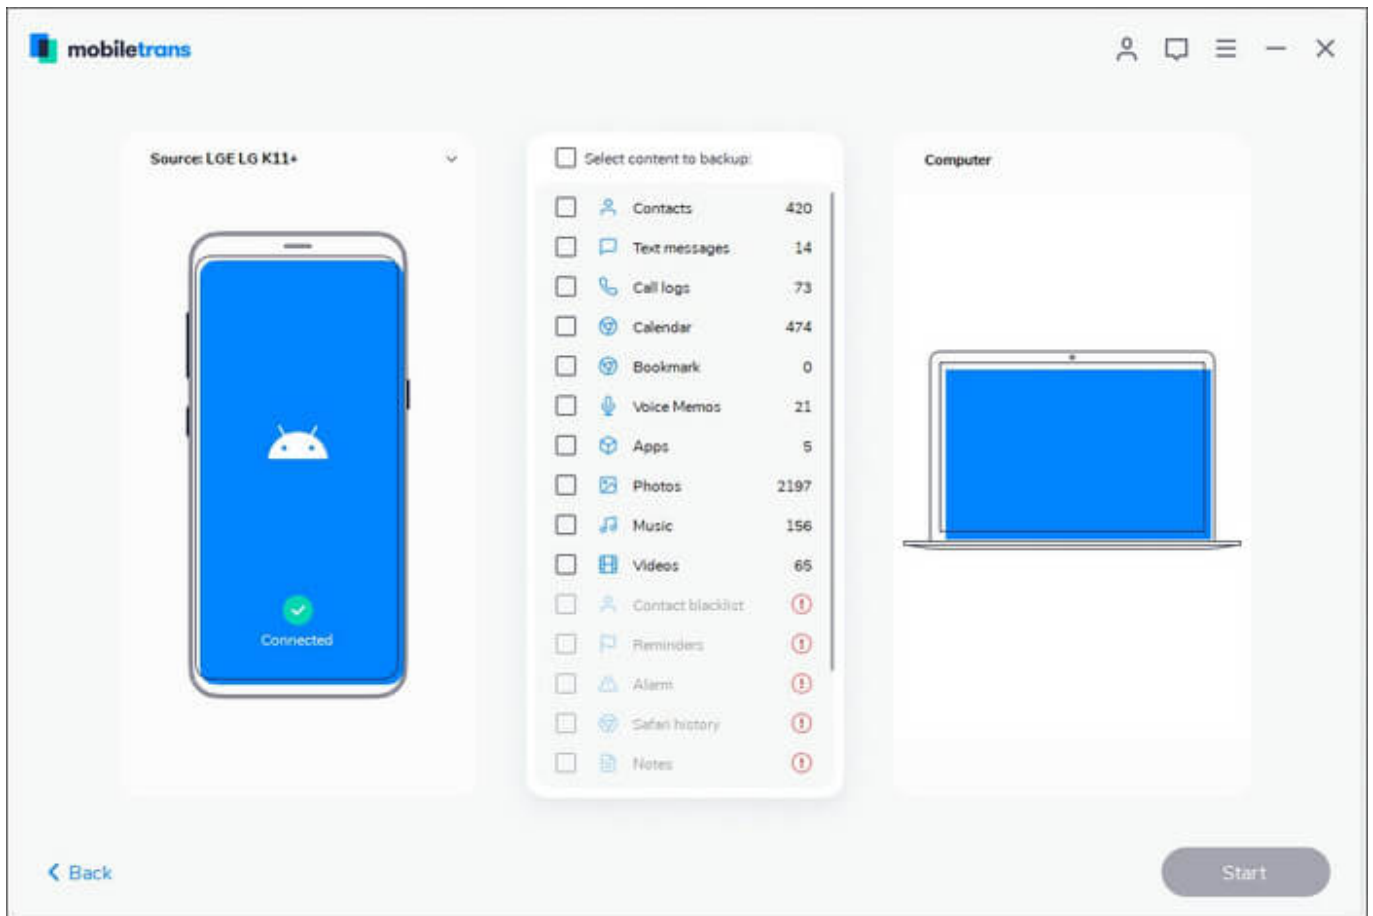 mobiletrans
Source: LGE LG K11+
Select content to backup:
Computer
Contacts 420
Text messages 14
Call logs 73
Calendar 474
Bookmark 0
Voice Memos 21
Apps 5
Photos 2197
Music 156
Videos 65
Contact blacklist
Reminders
Alarm
Safari history
Notes
Connected
Back
Start